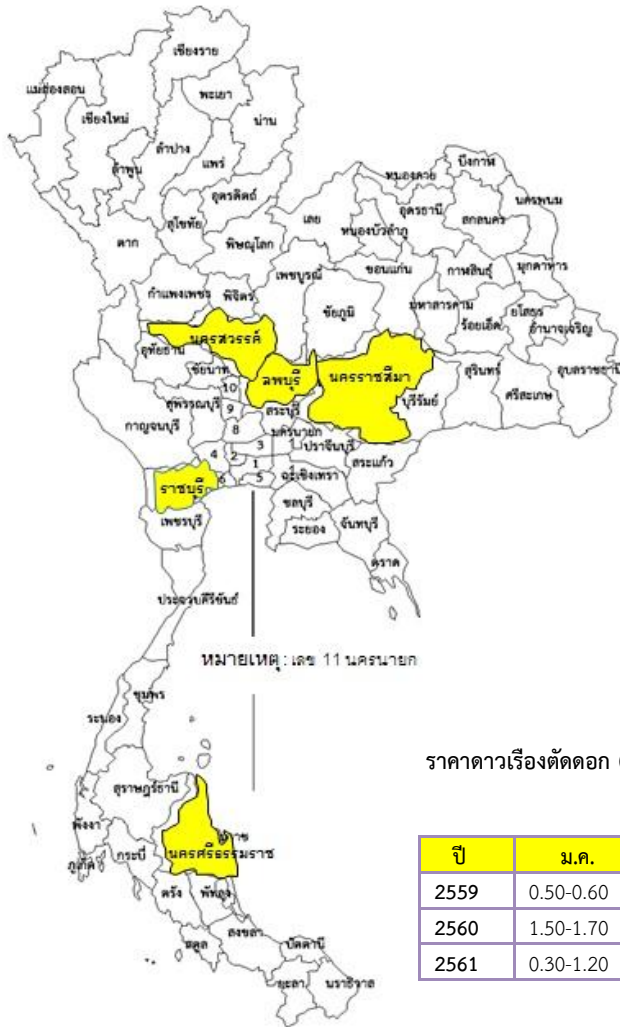 เชียงราย
แม่ฮ่องสอน
พะเยา
เชียงใหม่
น่าน
ลำปาง
แพร่
ลำพูน
บึงกาฬ
หนองคาย
อุตรดิตถ์
นครพนม
เลย
อุดรธานี
สกลนคร
สุโขทัย
หนองบัวลำภู
ตาก
พิษณุโลก
เพชรบูรณ์
ขอนแก่น
กาฬสินธุ์
มุกดาหาร
กำแพงเพชร
พิจิตร
ชัยภูมิ
มหาสารคาม
ยโสธร
ร้อยเอ็ด
อำนาจเจริญ
นครสวรรค์
อุทัยธานี
ชัยนาท
ลพบุรี
นครราชสีมา
บุรีรัมย์
สุรินทร์
ศรีสะเกษ
อุบลราชธานี
10
สุพรรณบุรี
9
สระบุรี
กาญจนบุรี
8
นครนายก
4
2
3
1
ปราจีนบุรี
สระแก้ว
1
5
ฉะเชิงเทรา
ราชบุรี
6
ชลบุรี
เพชรบุรี
ระยอง
จันทบุรี
ตราด
ประจวบคีรีขันธ์
หมายเหตุ : เลข 11 นครนายก
ชุมพร
ระนอง
ราคาดาวเรืองตัดดอก
สุราษฎร์ธานี
พังงา
กระบี่
นครศรีธรรมราช
ภูเก็ต
ตรัง
พัทลุง
สงขลา
สตูล
ปัตตานี
ยะลา
นราธิวาส
ปี ม.ค.
2559 0.50-0.60
2560 1.50-1.70
2561 0.30-1.20